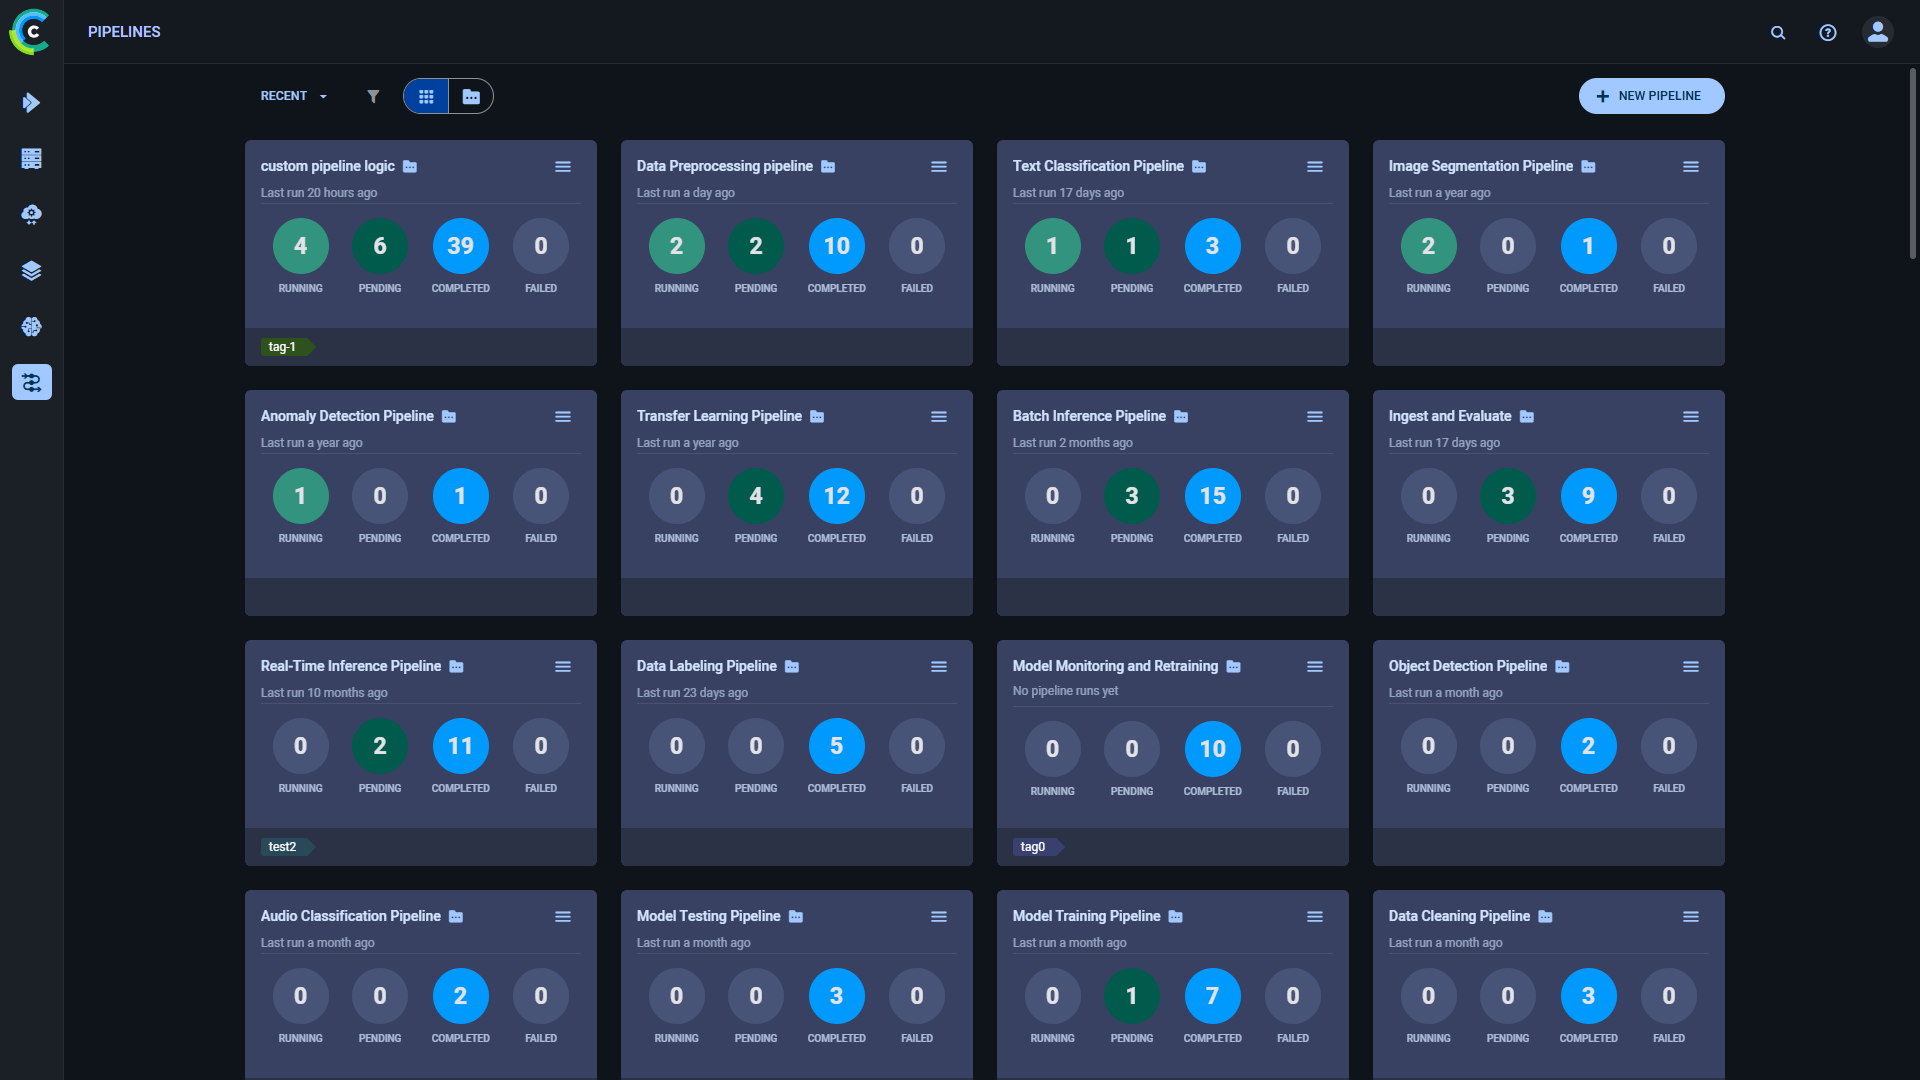 C
PIPELINES
RECENT
NEW PIPELINE
custom pipeline logic
Last run 20 hours ago
4 6 39 0
RUNNING PENDING COMPLETED FAILED
tag-1
Data Preprocessing pipeline
Last run a day ago
2 2 10 0
RUNNING PENDING COMPLETED FAILED
Text Classification Pipeline
Last run 17 days ago
1 1 3 0
RUNNING PENDING COMPLETED FAILED
Image Segmentation Pipeline
Last run a year ago
2 0 1 0
RUNNING PENDING COMPLETED FAILED
Anomaly Detection Pipeline
Last run a year ago
1 0 1 0
RUNNING PENDING COMPLETED FAILED
Transfer Learning Pipeline
Last run a year ago
0 4 12 0
RUNNING PENDING COMPLETED FAILED
Batch Inference Pipeline
Last run 2 months ago
0 3 15 0
RUNNING PENDING COMPLETED FAILED
Ingest and Evaluate
Last run 17 days ago
0 3 9 0
RUNNING PENDING COMPLETED FAILED
Real-Time Inference Pipeline
Last run 10 months ago
0 2 11 0
RUNNING PENDING COMPLETED FAILED
test2
Data Labeling Pipeline
Last run 23 days ago
0 0 5 0
RUNNING PENDING COMPLETED FAILED
Model Monitoring and Retraining
No pipeline runs yet
0 0 10 0
RUNNING PENDING COMPLETED FAILED
tag0
Object Detection Pipeline
Last run a month ago
0 0 2 0
RUNNING PENDING COMPLETED FAILED
Audio Classification Pipeline
Last run a month ago
0 0 2 0
RUNNING PENDING COMPLETED FAILED
Model Testing Pipeline
Last run a month ago
0 0 3 0
RUNNING PENDING COMPLETED FAILED
Model Training Pipeline
Last run a month ago
0 1 7 0
RUNNING PENDING COMPLETED FAILED
Data Cleaning Pipeline
Last run a month ago
0 0 3 0
RUNNING PENDING COMPLETED FAILED